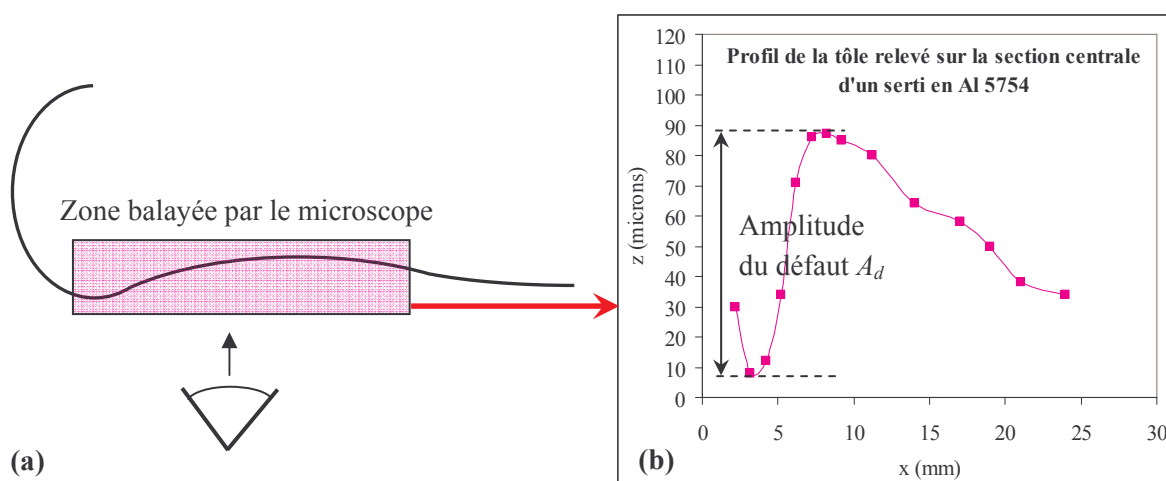 Zone balayée par le microscope
(a)
Profil de la tôle relevé sur la section centrale
d'un serti en Al 5754
z (microns)
120
110
100
90
80
70
60
50
40
30
20
10
0
Amplitude
du défaut A_d
0 5 10 15 20 25 30
x (mm)
(b)